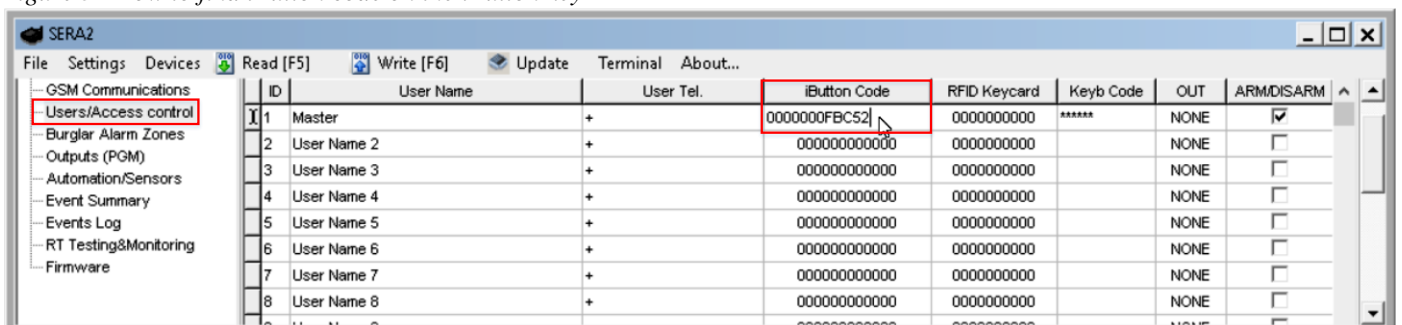 SERA2
File Settings Devices Read [F5] Write [F6] Update Terminal About...
GSM Communications
Users/Access control
Burglar Alarm Zones
Outputs (PGM)
Automation/Sensors
Event Summary
Events Log
RT Testing&Monitoring
Firmware
ID User Name User Tel. iButton Code RFID Keycard Keyb Code OUT ARM/DISARM
1 Master + 0000000FBC52 0000000000 ****** NONE
2 User Name 2 + 000000000000 0000000000 NONE
3 User Name 3 + 000000000000 0000000000 NONE
4 User Name 4 + 000000000000 0000000000 NONE
5 User Name 5 + 000000000000 0000000000 NONE
6 User Name 6 + 000000000000 0000000000 NONE
7 User Name 7 + 000000000000 0000000000 NONE
8 User Name 8 + 000000000000 0000000000 NONE